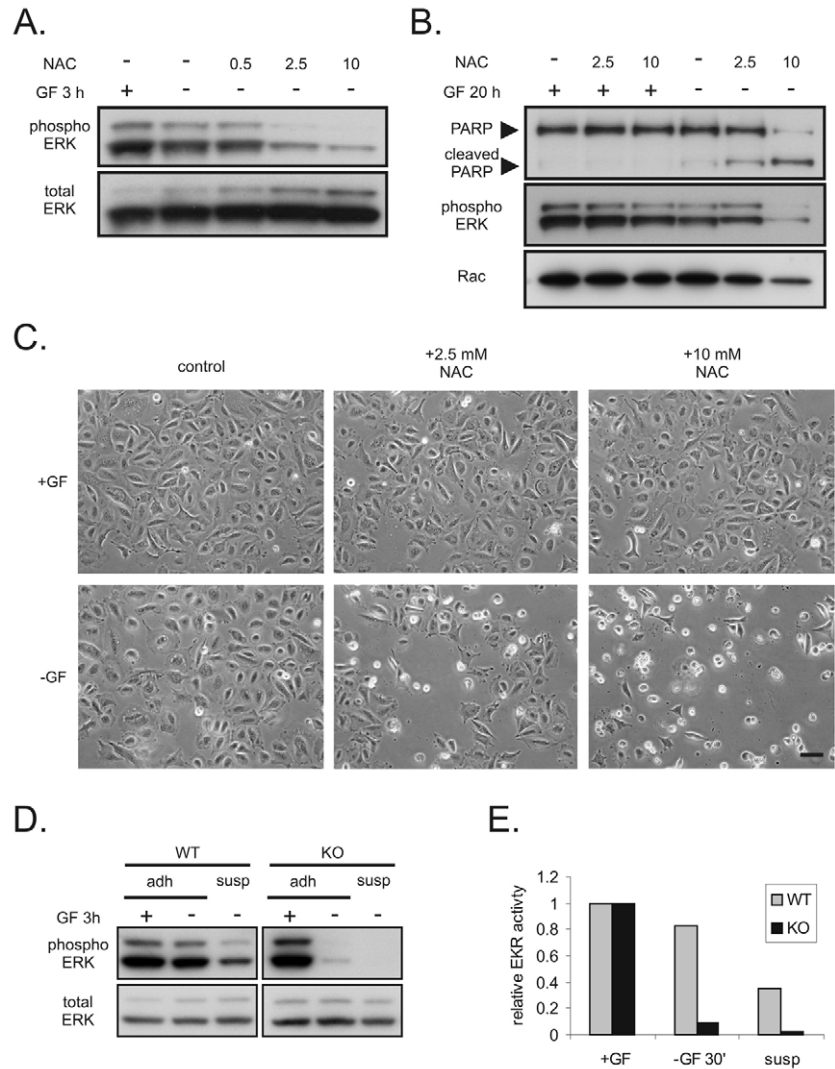 A.
NAC - - 0.5 2.5 10
GF 3 h + - - - -
phospho
ERK
total
ERK
B.
NAC - 2.5 10 - 2.5 10
GF 20 h + + + - - -
PARP
cleaved
PARP
phospho
ERK
Rac
C.
control
+2.5 mM
NAC
+10 mM
NAC
+GF
-GF
D.
WT KO
adh susp adh susp
GF 3h + - - + - -
phospho
ERK
total
ERK
E.
relative EKR activty
1.2
1
0.8
0.6
0.4
0.2
0
WT
KO
+GF -GF 30' susp